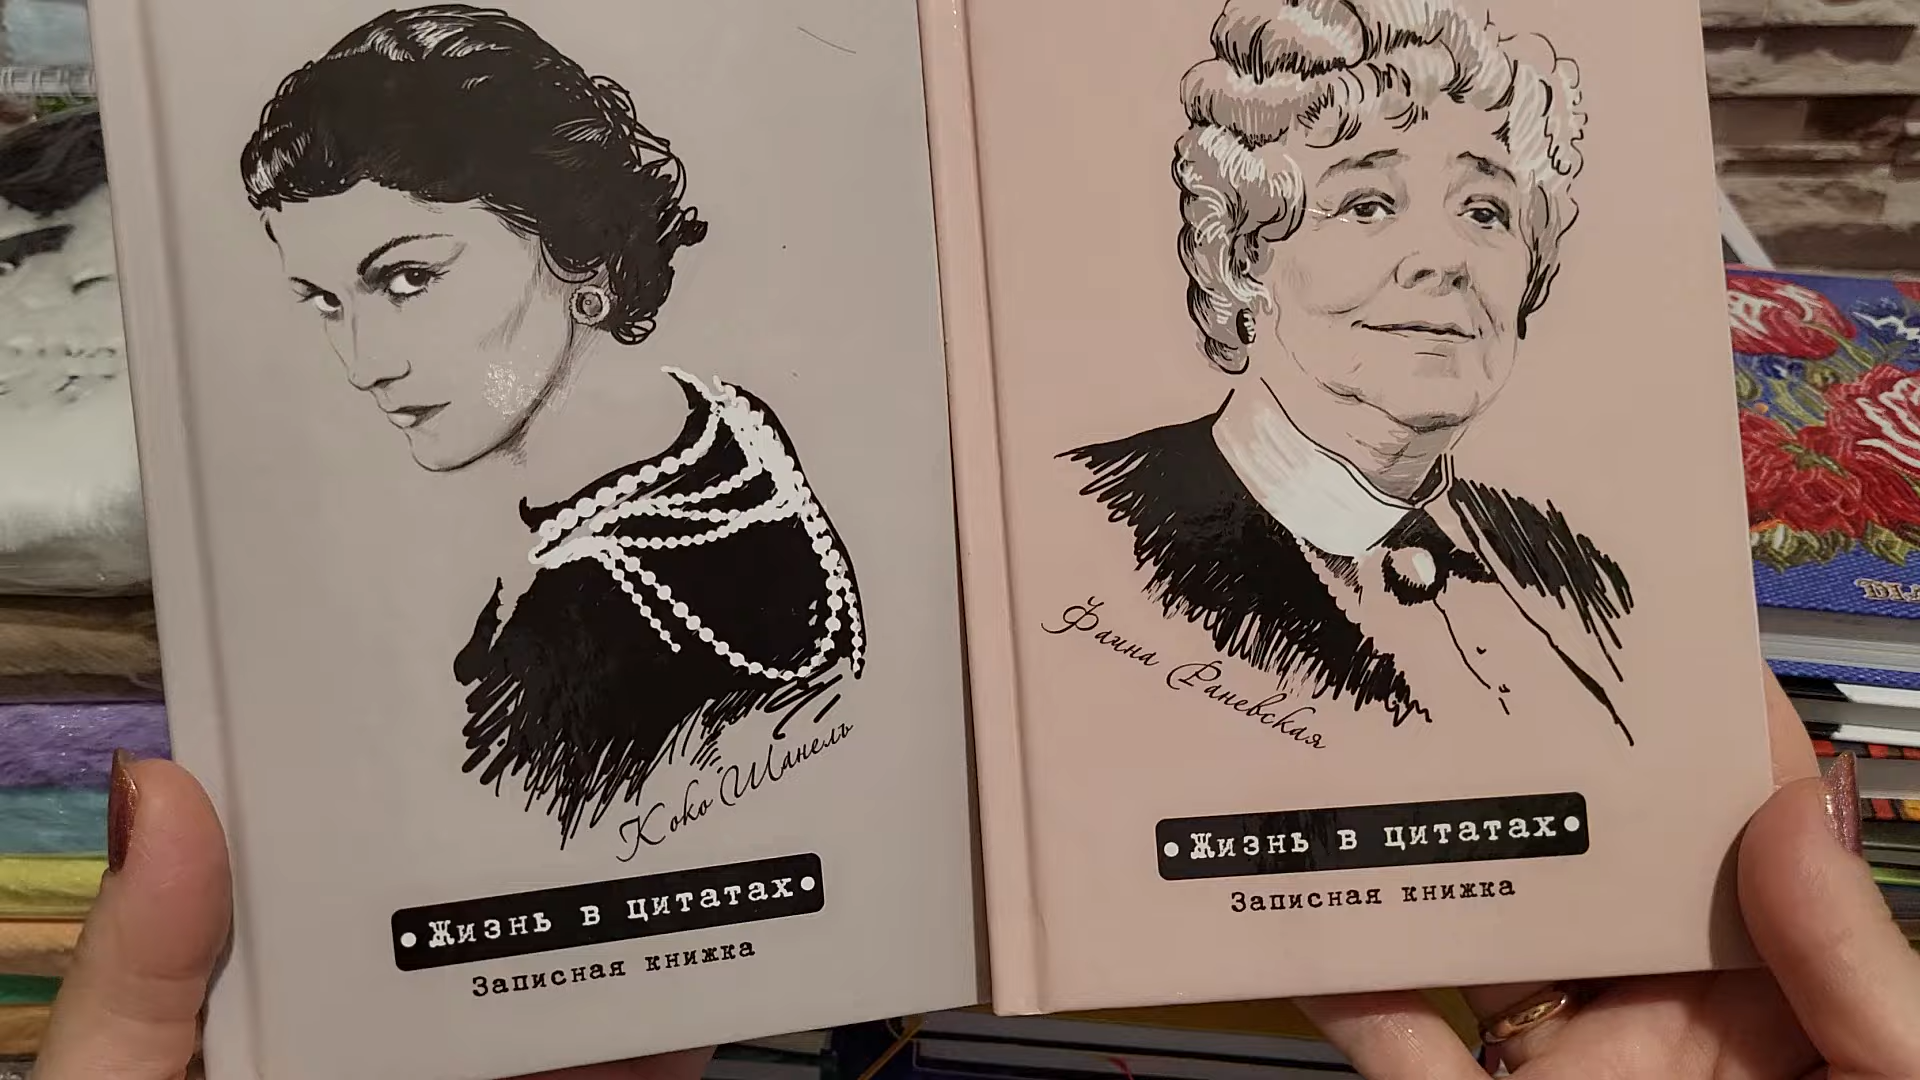 Коко Шанель
• Жизнь в цитатах •
Записная книжка
Фаина Раневская
• Жизнь в цитатах •
Записная книжка